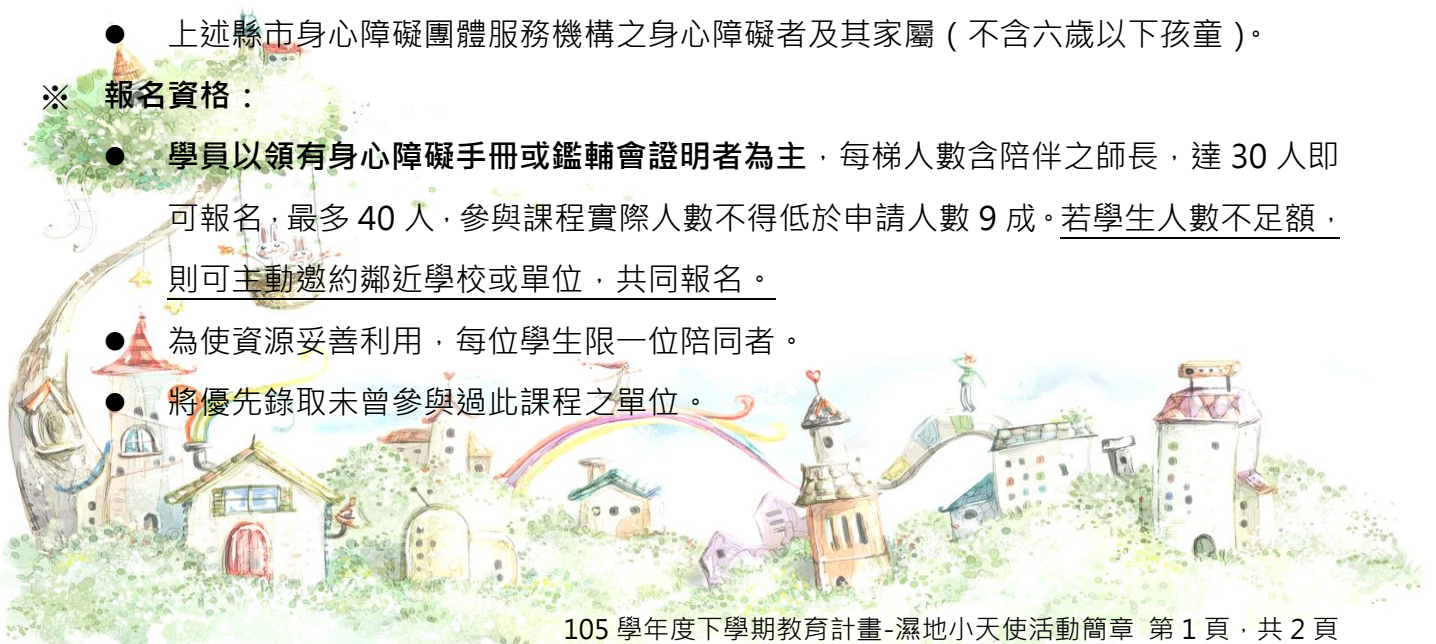 ● 上述縣市身心障礙團體服務機構之身心障礙者及其家屬（不含六歲以下孩童）。
※ 報名資格：
● 學員以領有身心障礙手冊或鑑輔會證明者為主，每梯人數含陪伴之師長，達 30 人即
可報名，最多 40 人，參與課程實際人數不得低於申請人數 9 成。若學生人數不足額，
則可主動邀約鄰近學校或單位，共同報名。
● 為使資源妥善利用，每位學生限一位陪同者。
● 將優先錄取未曾參與過此課程之單位。
105 學年度下學期教育計畫-濕地小天使活動簡章 第 1 頁，共 2 頁